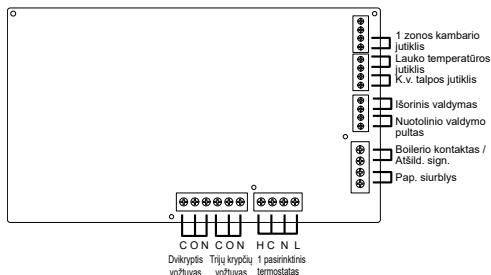 1 zonos kambario
jutiklis
Lauko temperatūros
jutiklis
K.v. talpos jutiklis
Išorinis valdymas
Nuotolinio valdymo
pultas
Boilerio kontaktas /
Atšild. sign.
Pap. siurblys
C O N C O N H C N L
Dvikryptis Trijų krypčių 1 pasirinktinis
vožtuvas vožtuvas termostatas